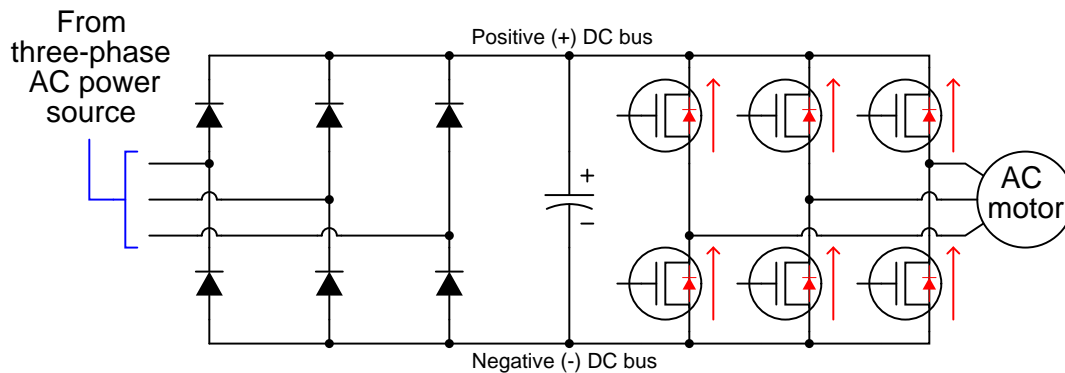 From
three-phase
AC power
source
Positive (+) DC bus
+
-
AC
motor
Negative (-) DC bus